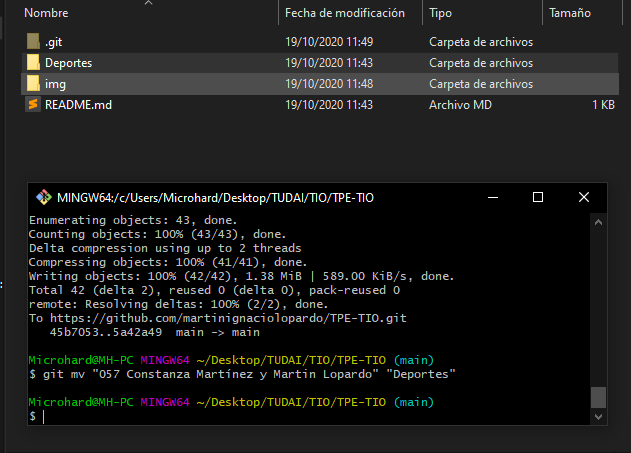 Nombre Fecha de modificación Tipo Tamaño
.git 19/10/2020 11:49 Carpeta de archivos
Deportes 19/10/2020 11:43 Carpeta de archivos
img 19/10/2020 11:48 Carpeta de archivos
README.md 19/10/2020 11:43 Archivo MD 1 KB
MINGW64:/c/Users/Microhard/Desktop/TUDAI/TIO/TPE-TIO
Enumerating objects: 43, done.
Counting objects: 100% (43/43), done.
Delta compression using up to 2 threads
Compressing objects: 100% (41/41), done.
Writing objects: 100% (42/42), 1.38 MiB | 589.00 KiB/s, done.
Total 42 (delta 2), reused 0 (delta 0), pack-reused 0
remote: Resolving deltas: 100% (2/2), done.
To https://github.com/martinignaciolopardo/TPE-TIO.git
45b7053..5a42a49 main -> main
Microhard@MH-PC MINGW64 ~/Desktop/TUDAI/TIO/TPE-TIO (main)
$ git mv "057 Constanza Martínez y Martin Lopardo" "Deportes"
Microhard@MH-PC MINGW64 ~/Desktop/TUDAI/TIO/TPE-TIO (main)
$